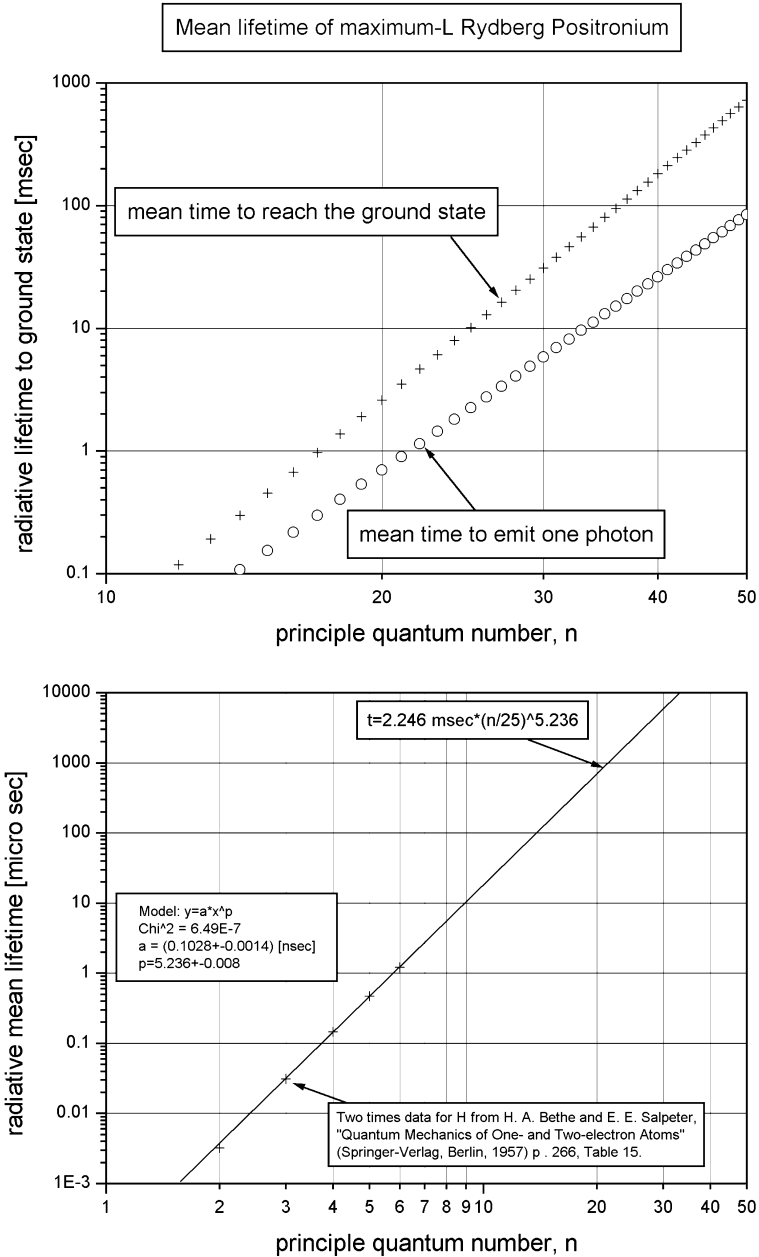 Mean lifetime of maximum-L Rydberg Positronium
radiative lifetime to ground state [msec]
1000
100
10
1
0.1
mean time to reach the ground state
mean time to emit one photon
10
20
30
40
50
principle quantum number, n
radiative mean lifetime [micro sec]
10000
1000
100
10
1
0.1
0.01
1E-3
t=2.246 msec*(n/25)^5.236
Model: y=a*x^p
Chi^2 = 6.49E-7
a = (0.1028+-0.0014) [nsec]
p=5.236+-0.008
Two times data for H from H. A. Bethe and E. E. Salpeter,
"Quantum Mechanics of One- and Two-electron Atoms"
(Springer-Verlag, Berlin, 1957) p . 266, Table 15.
1
2
3
4
5
6
7
8
9
10
20
30
40
50
principle quantum number, n